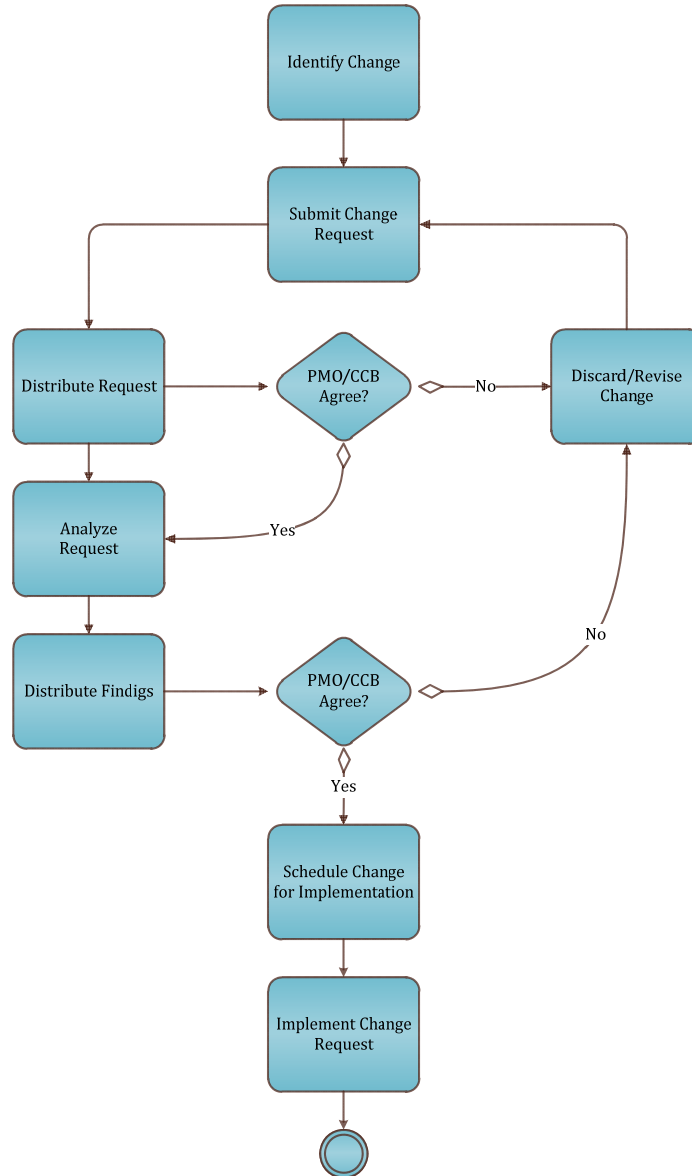 Identify Change
Submit Change
Request
Distribute Request
PMO/CCB
Agree?
No
Discard/Revise
Change
Yes
Analyze
Request
Distribute Findigs
PMO/CCB
Agree?
No
Yes
Schedule Change
for Implementation
Implement Change
Request